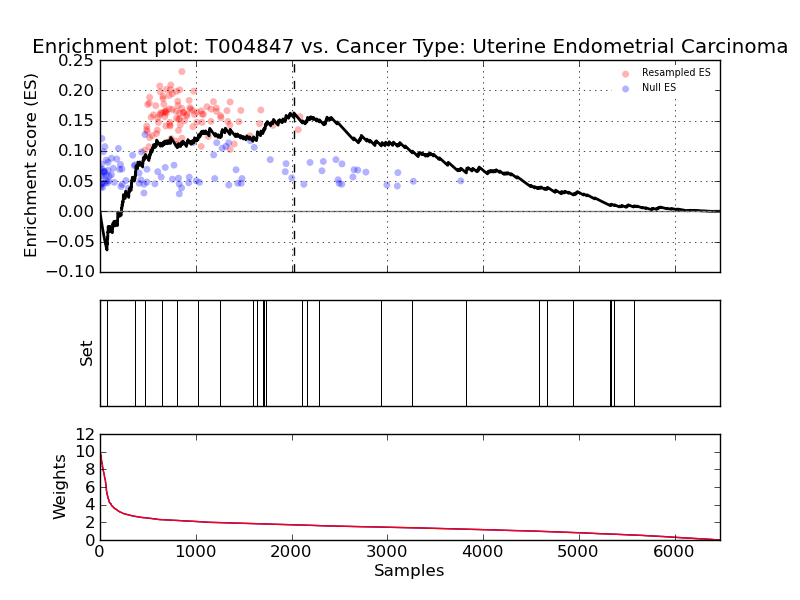 Enrichment plot: T004847 vs. Cancer Type: Uterine Endometrial Carcinoma
Enrichment score (ES)
0.25
0.20
0.15
0.10
0.05
0.00
−0.05
−0.10
Resampled ES
Null ES
Set
Weights
12
10
8
6
4
2
0
0 1000 2000 3000 4000 5000 6000
Samples